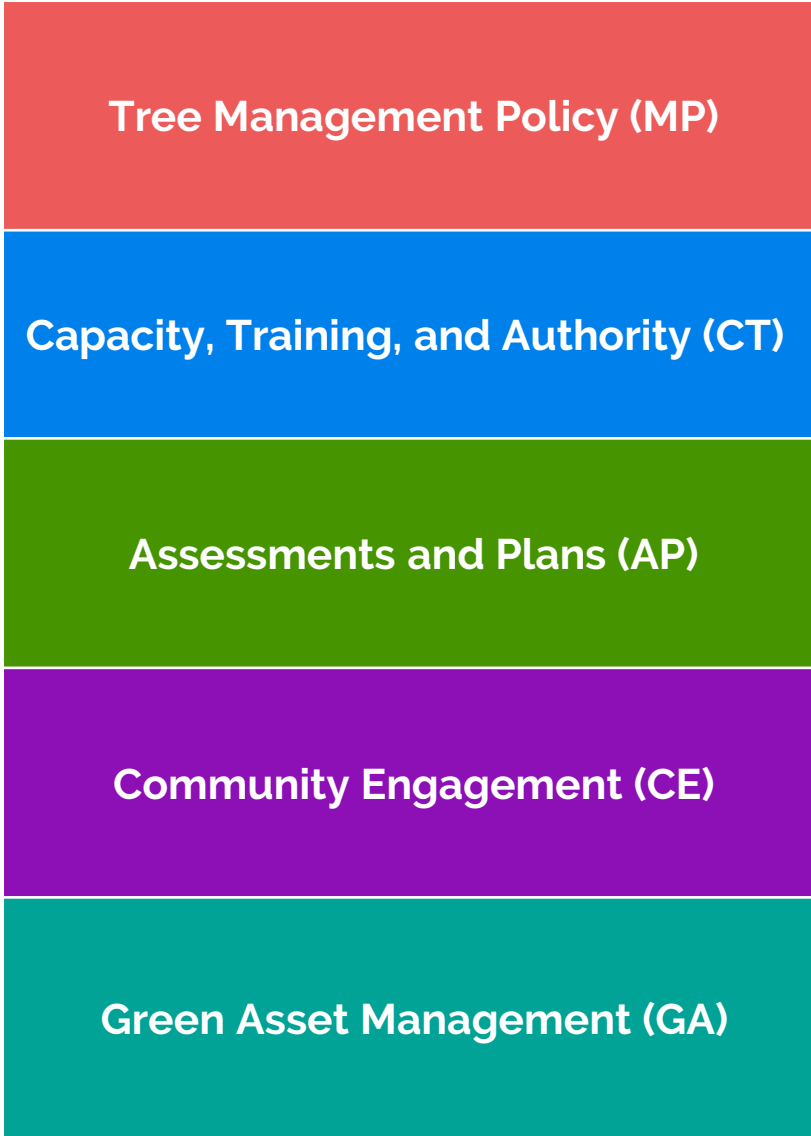 Tree Management Policy (MP)
Capacity, Training, and Authority (CT)
Assessments and Plans (AP)
Community Engagement (CE)
Green Asset Management (GA)